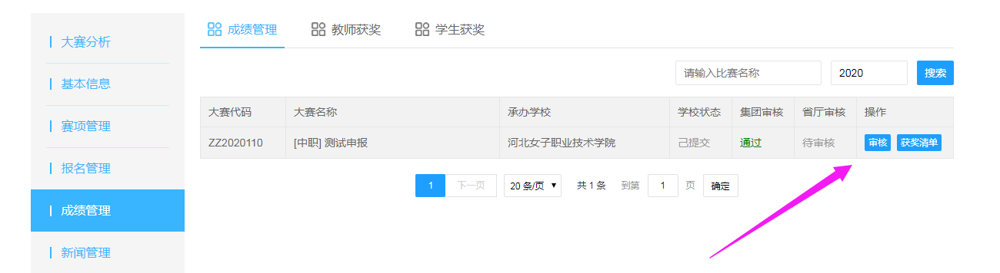 大赛分析
基本信息
赛项管理
报名管理
成绩管理
新闻管理
成绩管理 教师获奖 学生获奖
请输入比赛名称 2020 搜索
大赛代码 大赛名称 承办学校 学校状态 集团审核 省厅审核 操作
ZZ2020110 [中职] 测试申报 河北女子职业技术学院 己提交 通过 待审核 审核 获奖清单
1 下一页 20 条/页 共 1 条 到第 1 页 确定